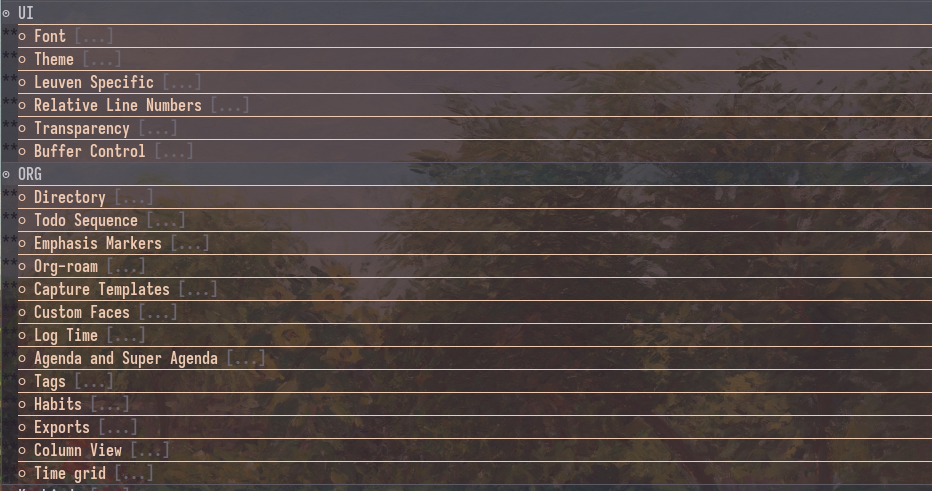 ⊙ UI
**○ Font [...]
**○ Theme [...]
**○ Leuven Specific [...]
**○ Relative Line Numbers [...]
**○ Transparency [...]
**○ Buffer Control [...]
⊙ ORG
**○ Directory [...]
**○ Todo Sequence [...]
**○ Emphasis Markers [...]
**○ Org-roam [...]
**○ Capture Templates [...]
**○ Custom Faces [...]
**○ Log Time [...]
**○ Agenda and Super Agenda [...]
**○ Tags [...]
**○ Habits [...]
**○ Exports [...]
**○ Column View [...]
**○ Time grid [...]